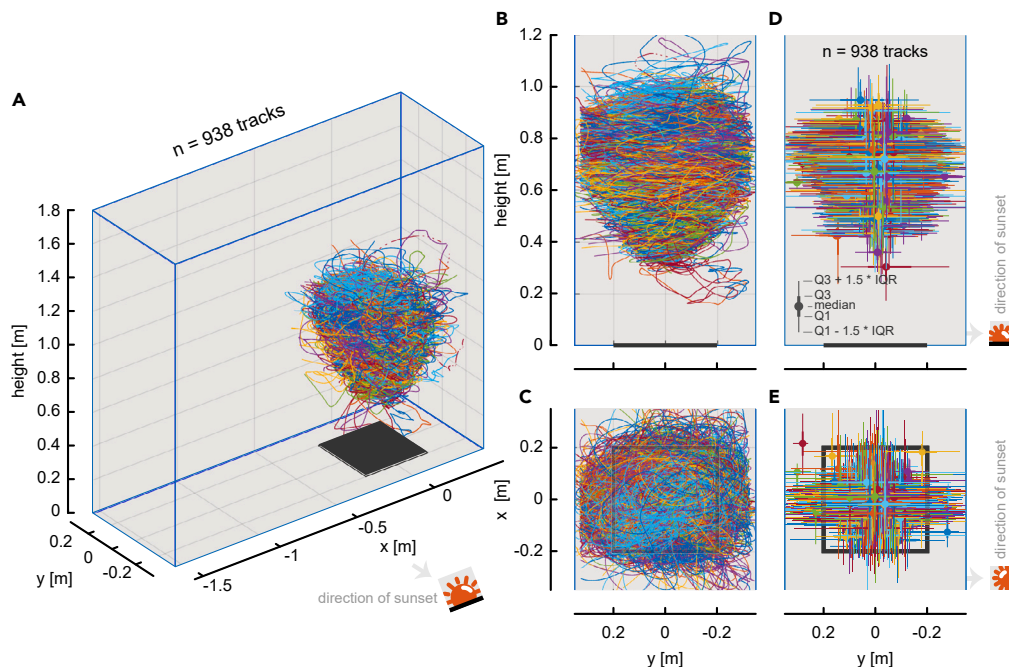 A
n = 938 tracks
height [m]
1.8
1.6
1.4
1.2
1.0
0.8
0.6
0.4
0.2
0
0.2
0
-0.2
y [m]
-1.5
-1
-0.5
0
x [m]
direction of sunset
B
height [m]
1.2
1.0
0.8
0.6
0.4
0.2
0
D
n = 938 tracks
Q3 + 1.5 * IQR
Q3
median
Q1
Q1 - 1.5 * IQR
direction of sunset
C
x [m]
0.2
0
-0.2
0.2
0
-0.2
y [m]
E
0.2
0
-0.2
y [m]
direction of sunset